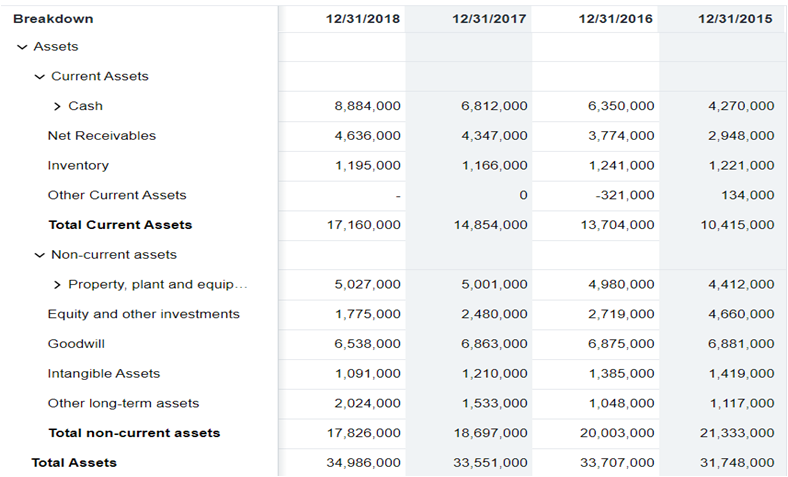 Breakdown 12/31/2018 12/31/2017 12/31/2016 12/31/2015
Assets
Current Assets
Cash 8,884,000 6,812,000 6,350,000 4,270,000
Net Receivables 4,636,000 4,347,000 3,774,000 2,948,000
Inventory 1,195,000 1,166,000 1,241,000 1,221,000
Other Current Assets - 0 -321,000 134,000
Total Current Assets 17,160,000 14,854,000 13,704,000 10,415,000
Non-current assets
Property, plant and equip... 5,027,000 5,001,000 4,980,000 4,412,000
Equity and other investments 1,775,000 2,480,000 2,719,000 4,660,000
Goodwill 6,538,000 6,863,000 6,875,000 6,881,000
Intangible Assets 1,091,000 1,210,000 1,385,000 1,419,000
Other long-term assets 2,024,000 1,533,000 1,048,000 1,117,000
Total non-current assets 17,826,000 18,697,000 20,003,000 21,333,000
Total Assets 34,986,000 33,551,000 33,707,000 31,748,000